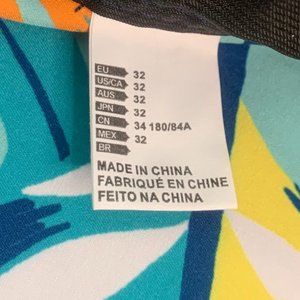 EU 32
US/CA 32
AUS 32
JPN 32
CN 34 180/84A
MEX 32
BR
MADE IN CHINA
FABRIQUÉ EN CHINE
FEITO NA CHINA